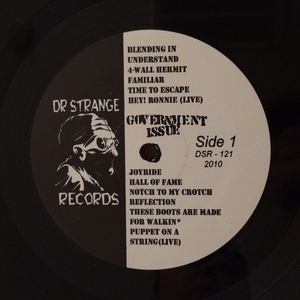 BLENDING IN
UNDERSTAND
4-WALL HERMIT
FAMILIAR
TIME TO ESCAPE
HEY! RONNIE (LIVE)
DR STRANGE
RECORDS
GOVERNMENT
ISSUE
Side 1
DSR - 121
2010
JOYRIDE
HALL OF FAME
NOTCH TO MY CROTCH
REFLECTION
THESE BOOTS ARE MADE
FOR WALKIN*
PUPPET ON A
STRING(LIVE)